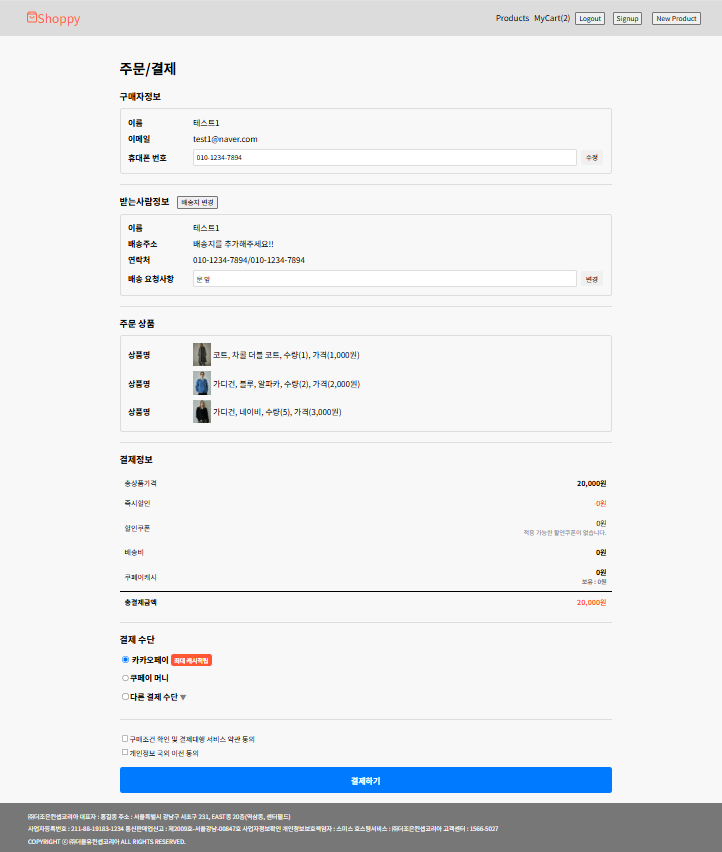 Shoppy
Products MyCart(2) Logout Signup New Product
주문/결제
구매자정보
이름 테스트1
이메일 test1@naver.com
휴대폰 번호 010-1234-7894 수정
받는사람정보 배송지 변경
이름 테스트1
배송주소 배송지를 추가해주세요!!
연락처 010-1234-7894/010-1234-7894
배송 요청사항 문 앞 변경
주문 상품
상품명 코트, 차콜 더블 코트, 수량(1), 가격(1,000원)
상품명 가디건, 블루, 알파카, 수량(2), 가격(2,000원)
상품명 가디건, 네이비, 수량(5), 가격(3,000원)
결제정보
총상품가격 20,000원
즉시할인 -0원
할인쿠폰 0원
적용 가능한 할인쿠폰이 없습니다.
배송비 0원
쿠페이캐시 0원
보유 : 0원
총결제금액 20,000원
결제 수단
카카오페이 최대 캐시적립
쿠페이 머니
다른 결제 수단 ▼
구매조건 확인 및 결제대행 서비스 약관 동의
개인정보 국외 이전 동의
결제하기
㈜더조은컨셉코리아 대표자 : 홍길동 주소 : 서울특별시 강남구 서초구 231, EAST동 20층(역삼동, 센터필드)
사업자등록번호 : 211-88-19183-1234 통신판매업신고 : 제2009호-서울강남-00847호 사업자정보확인 개인정보보호책임자 : 스미스 호스팅서비스 : ㈜더조은컨셉코리아 고객센터 : 1566-5027
COPYRIGHT ⓒ ㈜더블유컨셉코리아 ALL RIGHTS RESERVED.